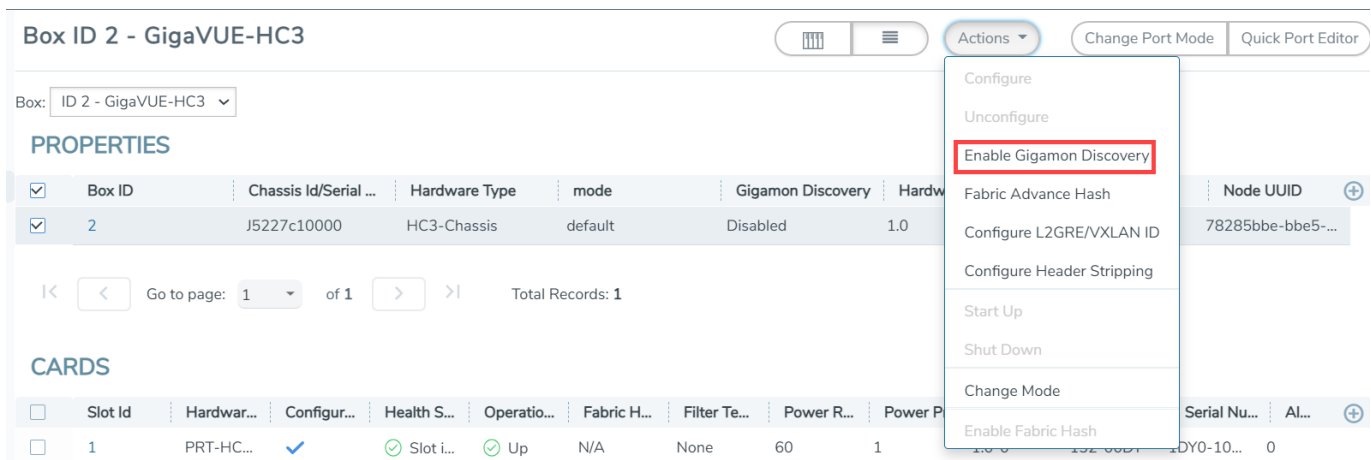 Box ID 2 - GigaVUE-HC3
Actions
Change Port Mode
Quick Port Editor
Box: ID 2 - GigaVUE-HC3
Configure
Unconfigure
Enable Gigamon Discovery
Fabric Advance Hash
Configure L2GRE/VXLAN ID
Configure Header Stripping
Start Up
Shut Down
Change Mode
Enable Fabric Hash
PROPERTIES
Box ID Chassis Id/Serial ... Hardware Type mode Gigamon Discovery Hardw Node UUID
2 J5227c10000 HC3-Chassis default Disabled 1.0 78285bbe-bbe5-...
Go to page: 1 of 1 Total Records: 1
CARDS
Slot Id Hardwar... Configur... Health S... Operatio... Fabric H... Filter Te... Power R... Power P Serial Nu... Al...
1 PRT-HC... Slot i... Up N/A None 60 1 1DY0-10... 0